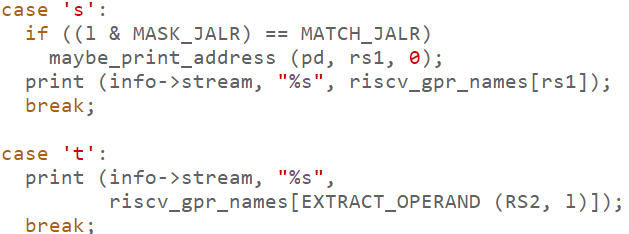 case 's':
  if ((l & MASK_JALR) == MATCH_JALR)
    maybe_print_address (pd, rs1, 0);
  print (info->stream, "%s", riscv_gpr_names[rs1]);
  break;

case 't':
  print (info->stream, "%s",
         riscv_gpr_names[EXTRACT_OPERAND (RS2, l)]);
  break;